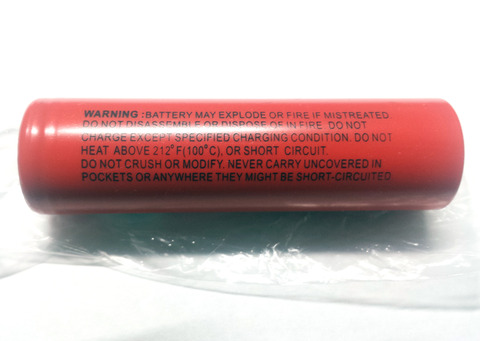 WARNING :BATTERY MAY EXPLODE OR FIRE IF MISTREATED.
DO NOT DISASSEMBLE OR DISPOSE OF IN FIRE. DO NOT
CHARGE EXCEPT SPECIFIED CHARGING CONDITION. DO NOT
HEAT ABOVE 212°F(100°C), OR SHORT CIRCUIT.
DO NOT CRUSH OR MODIFY. NEVER CARRY UNCOVERED IN
POCKETS OR ANYWHERE THEY MIGHT BE SHORT-CIRCUITED